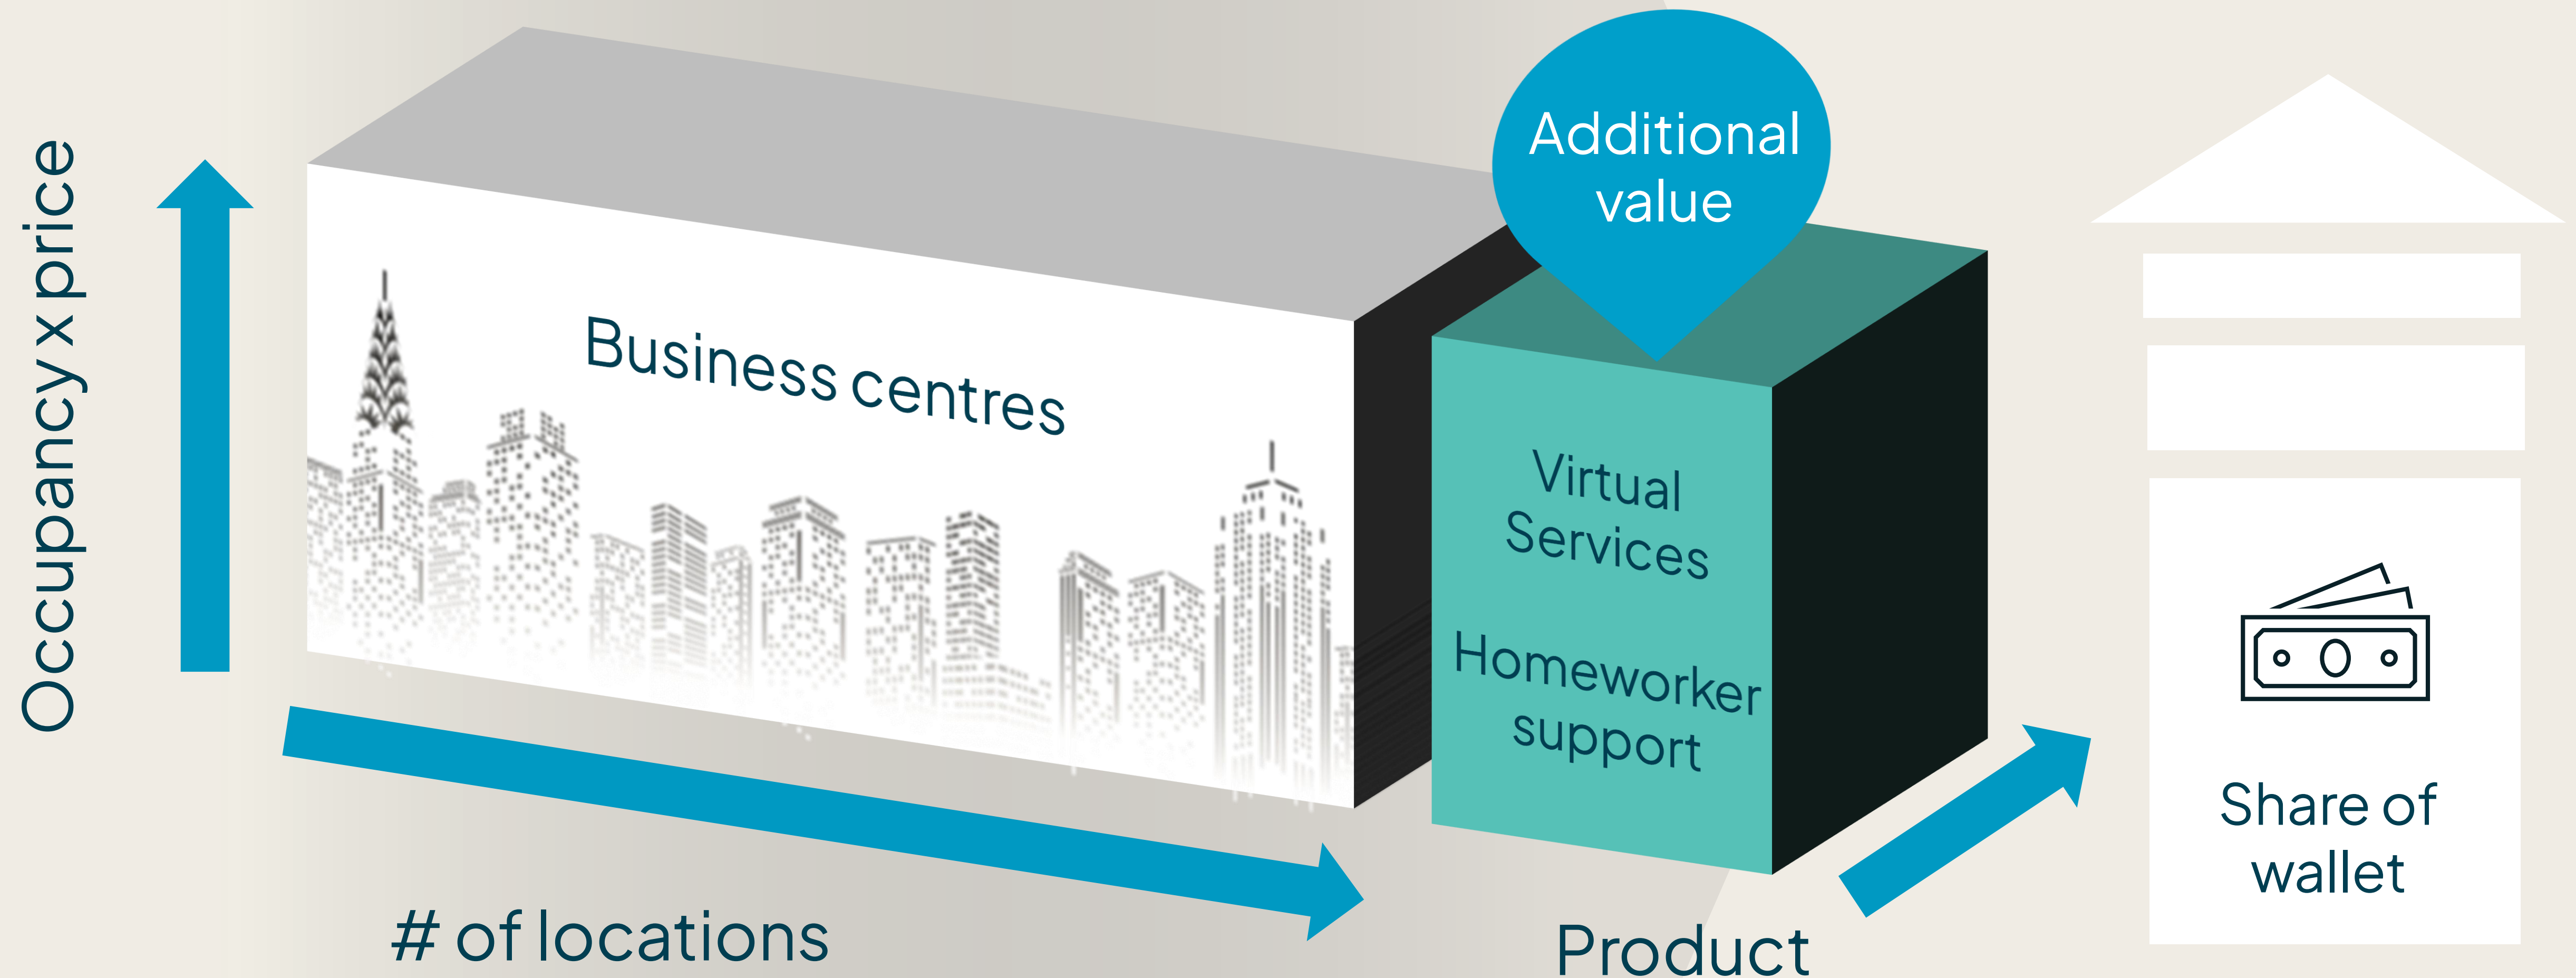 Occupancy x price
Business centres
# of locations
Additional
value
Virtual
Services
Homeworker
support
Product
Share of
wallet